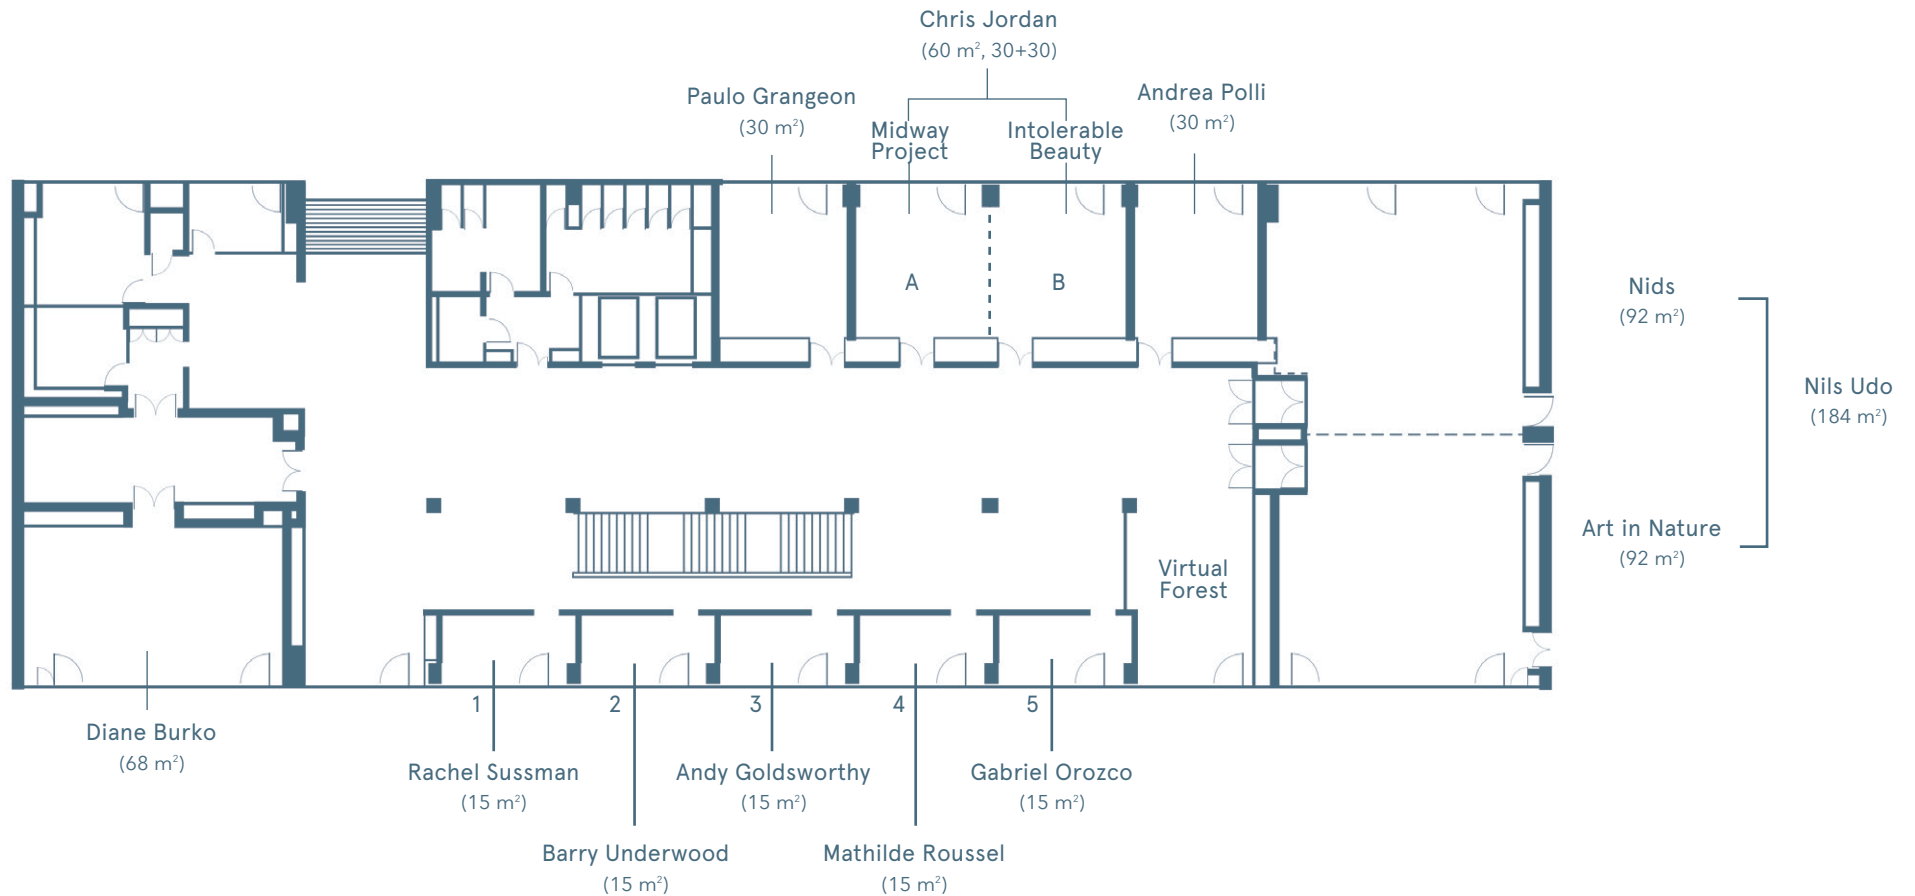 Chris Jordan
(60 m², 30+30)
Paulo Grangeon
(30 m²)
Midway
Project
Intolerable
Beauty
Andrea Polli
(30 m²)
A
B
Nids
(92 m²)
Nils Udo
(184 m²)
Art in Nature
(92 m²)
Virtual
Forest
Diane Burko
(68 m²)
1
2
3
4
5
Rachel Sussman
(15 m²)
Andy Goldsworthy
(15 m²)
Gabriel Orozco
(15 m²)
Barry Underwood
(15 m²)
Mathilde Roussel
(15 m²)